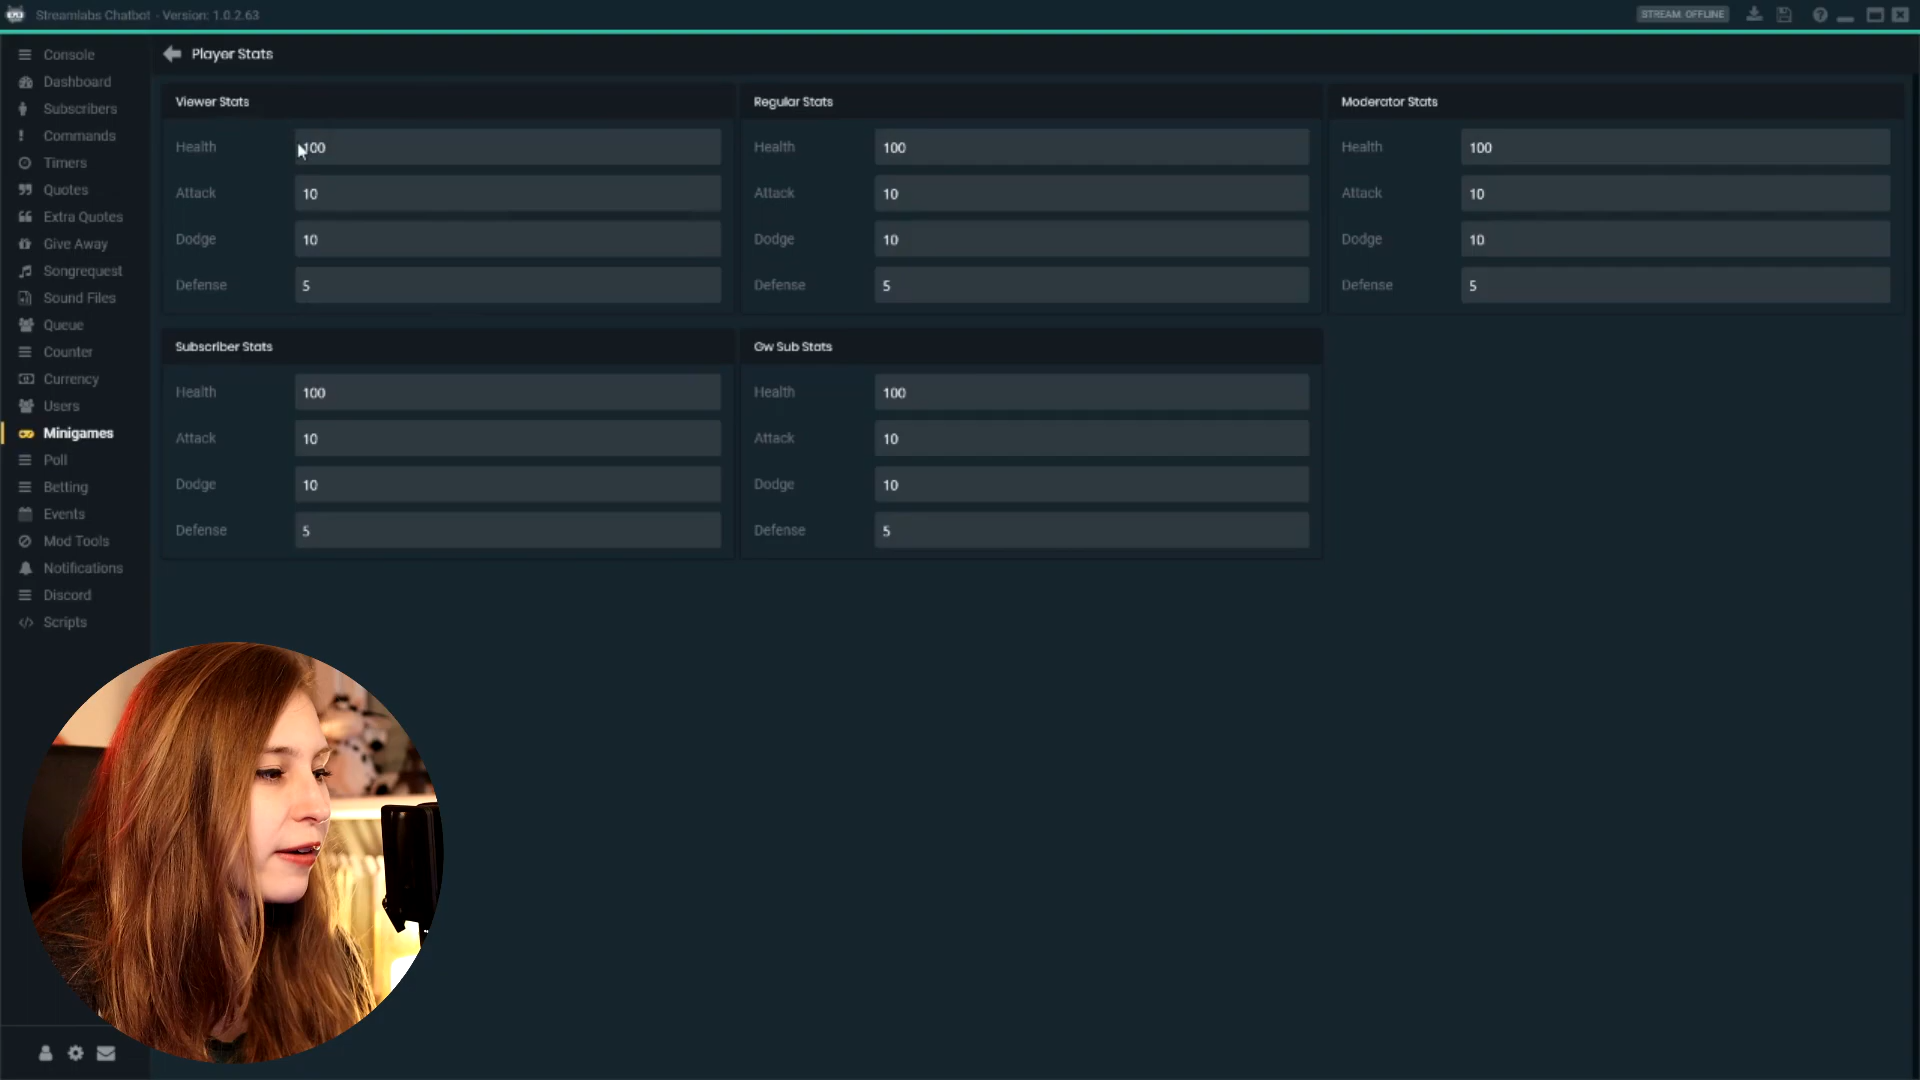 Streamlabs Chatbot - Version: 1.0.2.63
STREAM: OFFLINE
Console
Dashboard
Subscribers
Commands
Timers
Quotes
Extra Quotes
Give Away
Songrequest
Sound Files
Queue
Counter
Currency
Users
Minigames
Poll
Betting
Events
Mod Tools
Notifications
Discord
Scripts
Player Stats
Viewer Stats
Health 100
Attack 10
Dodge 10
Defense 5
Regular Stats
Health 100
Attack 10
Dodge 10
Defense 5
Moderator Stats
Health 100
Attack 10
Dodge 10
Defense 5
Subscriber Stats
Health 100
Attack 10
Dodge 10
Defense 5
Gw Sub Stats
Health 100
Attack 10
Dodge 10
Defense 5